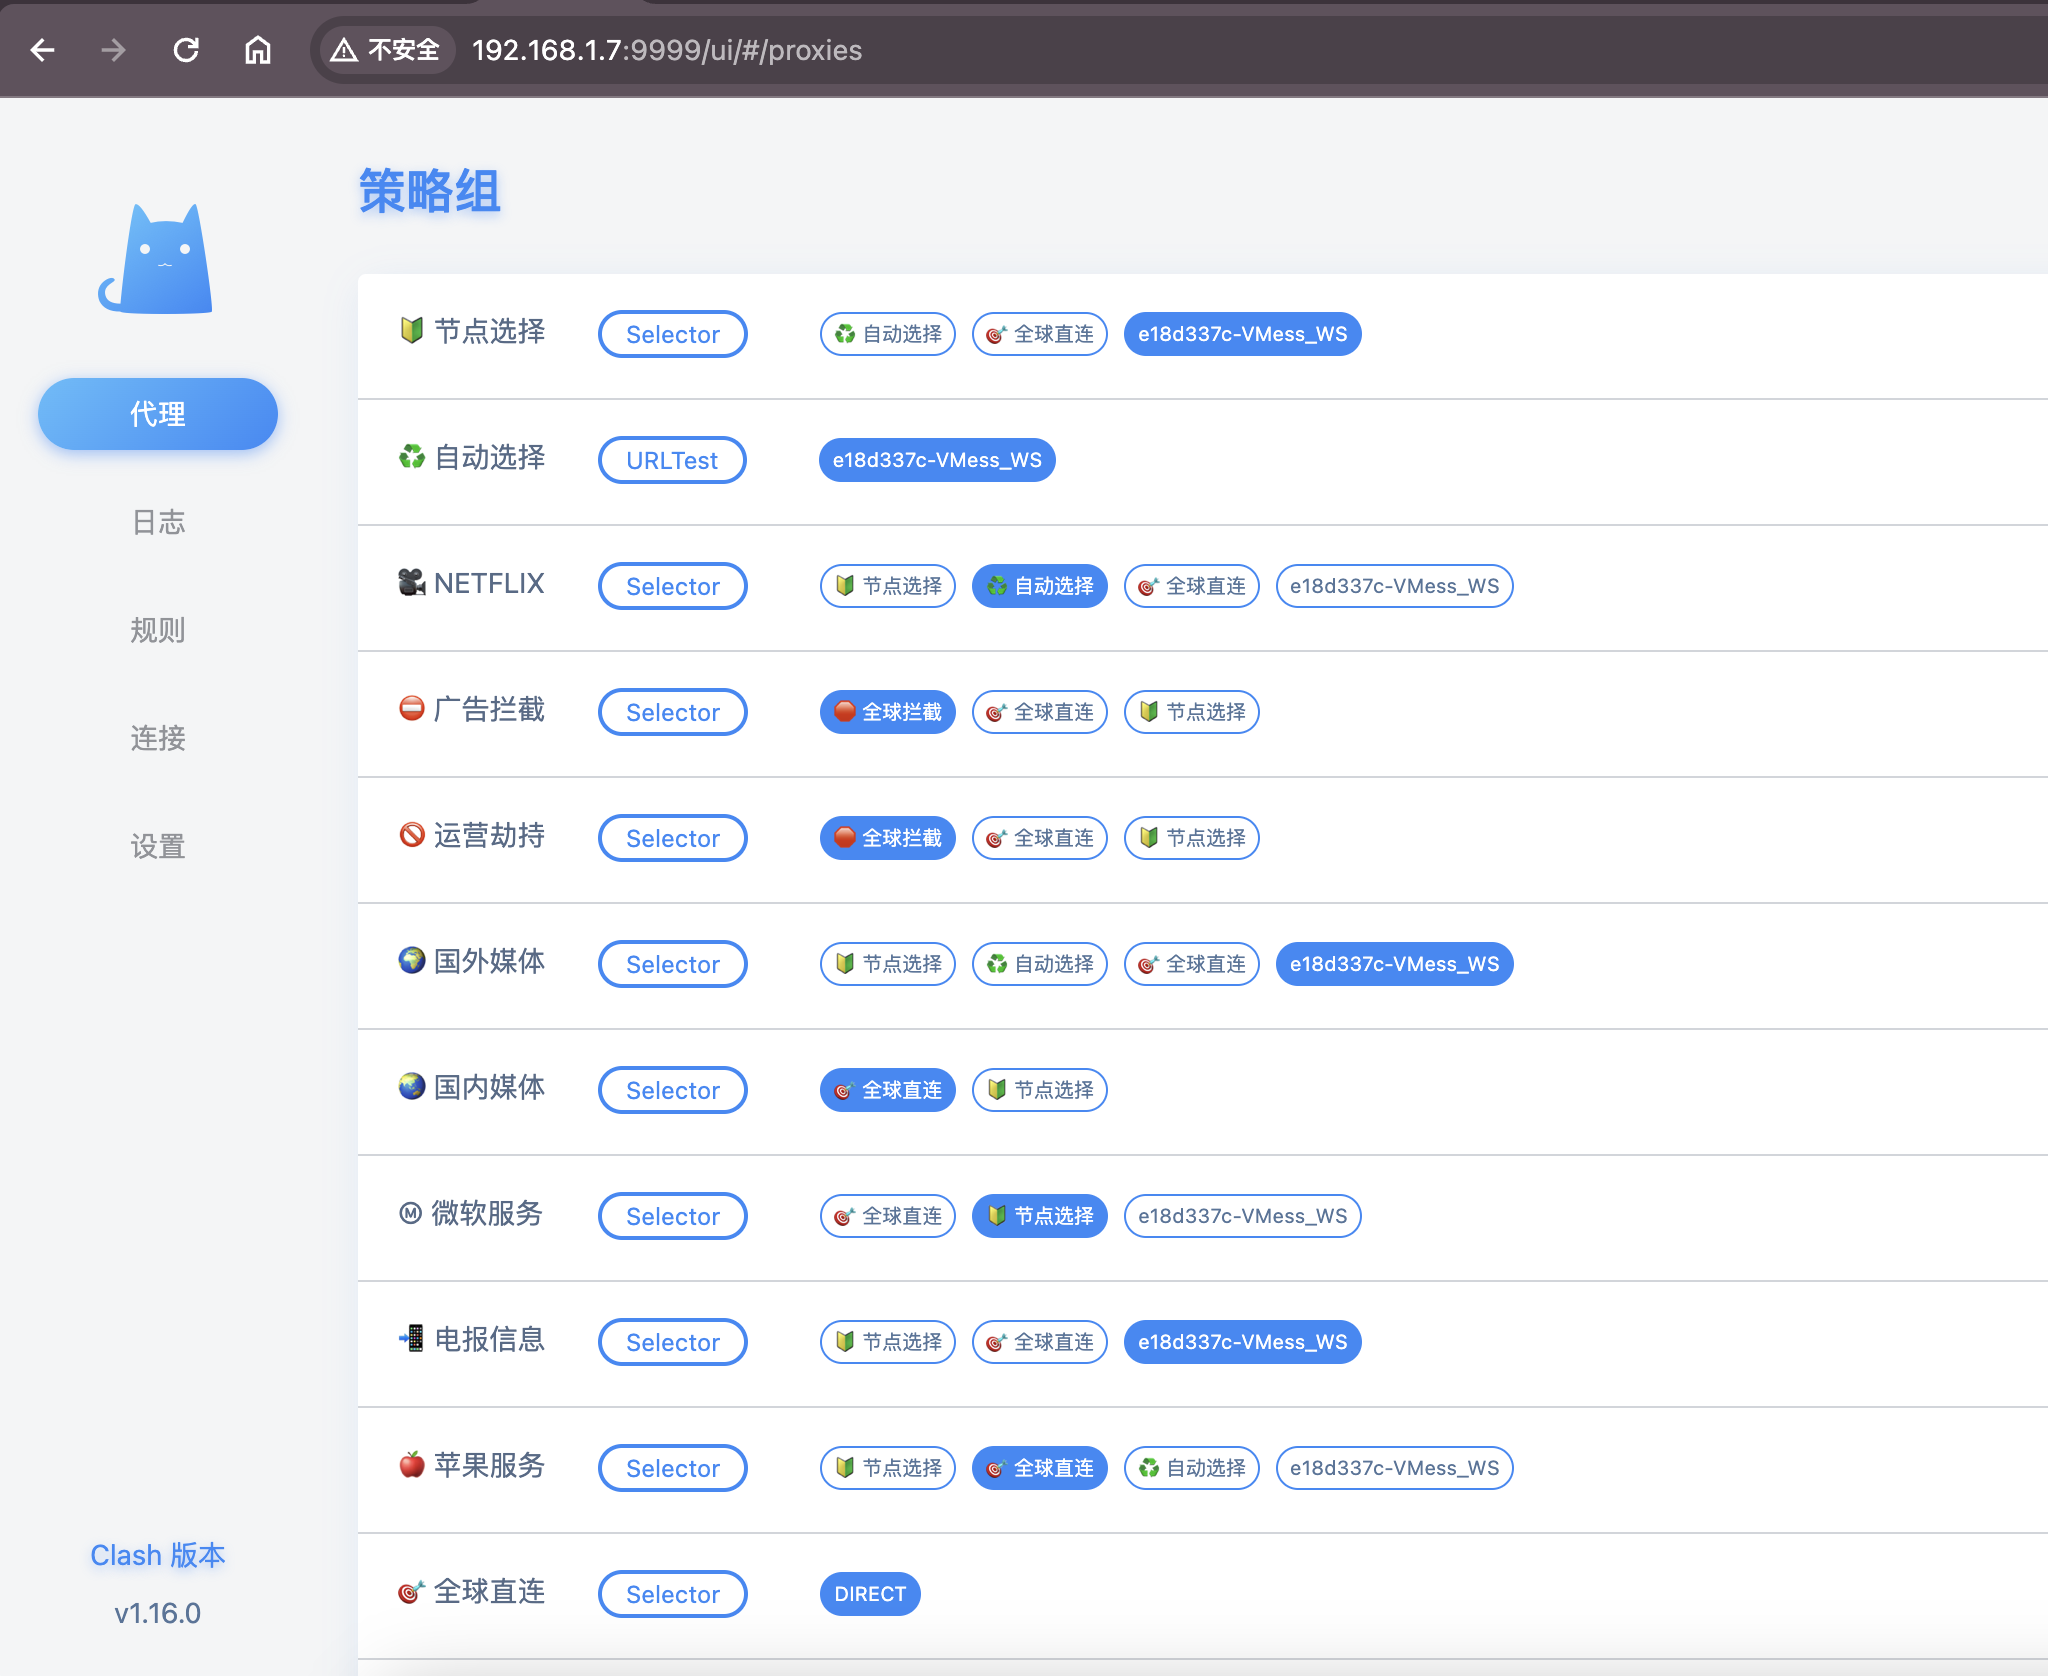 不安全 192.168.1.7:9999/ui/#/proxies
策略组
代理
日志
规则
连接
设置
Clash 版本
v1.16.0
🔰 节点选择 Selector ♻️ 自动选择 🎯 全球直连 e18d337c-VMess_WS
♻️ 自动选择 URLTest e18d337c-VMess_WS
🎥 NETFLIX Selector 🔰 节点选择 ♻️ 自动选择 🎯 全球直连 e18d337c-VMess_WS
⛔️ 广告拦截 Selector 🛑 全球拦截 🎯 全球直连 🔰 节点选择
🚫 运营劫持 Selector 🛑 全球拦截 🎯 全球直连 🔰 节点选择
🌍 国外媒体 Selector 🔰 节点选择 ♻️ 自动选择 🎯 全球直连 e18d337c-VMess_WS
🌏 国内媒体 Selector 🎯 全球直连 🔰 节点选择
Ⓜ️ 微软服务 Selector 🎯 全球直连 🔰 节点选择 e18d337c-VMess_WS
📲 电报信息 Selector 🔰 节点选择 🎯 全球直连 e18d337c-VMess_WS
🍎 苹果服务 Selector 🔰 节点选择 🎯 全球直连 ♻️ 自动选择 e18d337c-VMess_WS
🎯 全球直连 Selector DIRECT